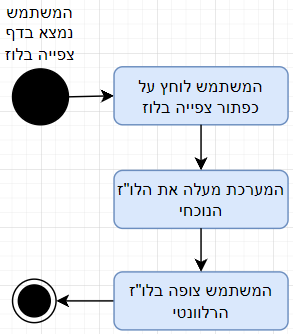 המשתמש
נמצא בדף
צפייה בלוז
המשתמש לוחץ על
כפתור צפייה בלוז
המערכת מעלה את הלו"ז
הנוכחי
המשתמש צופה בלו"ז
הרלוונטי